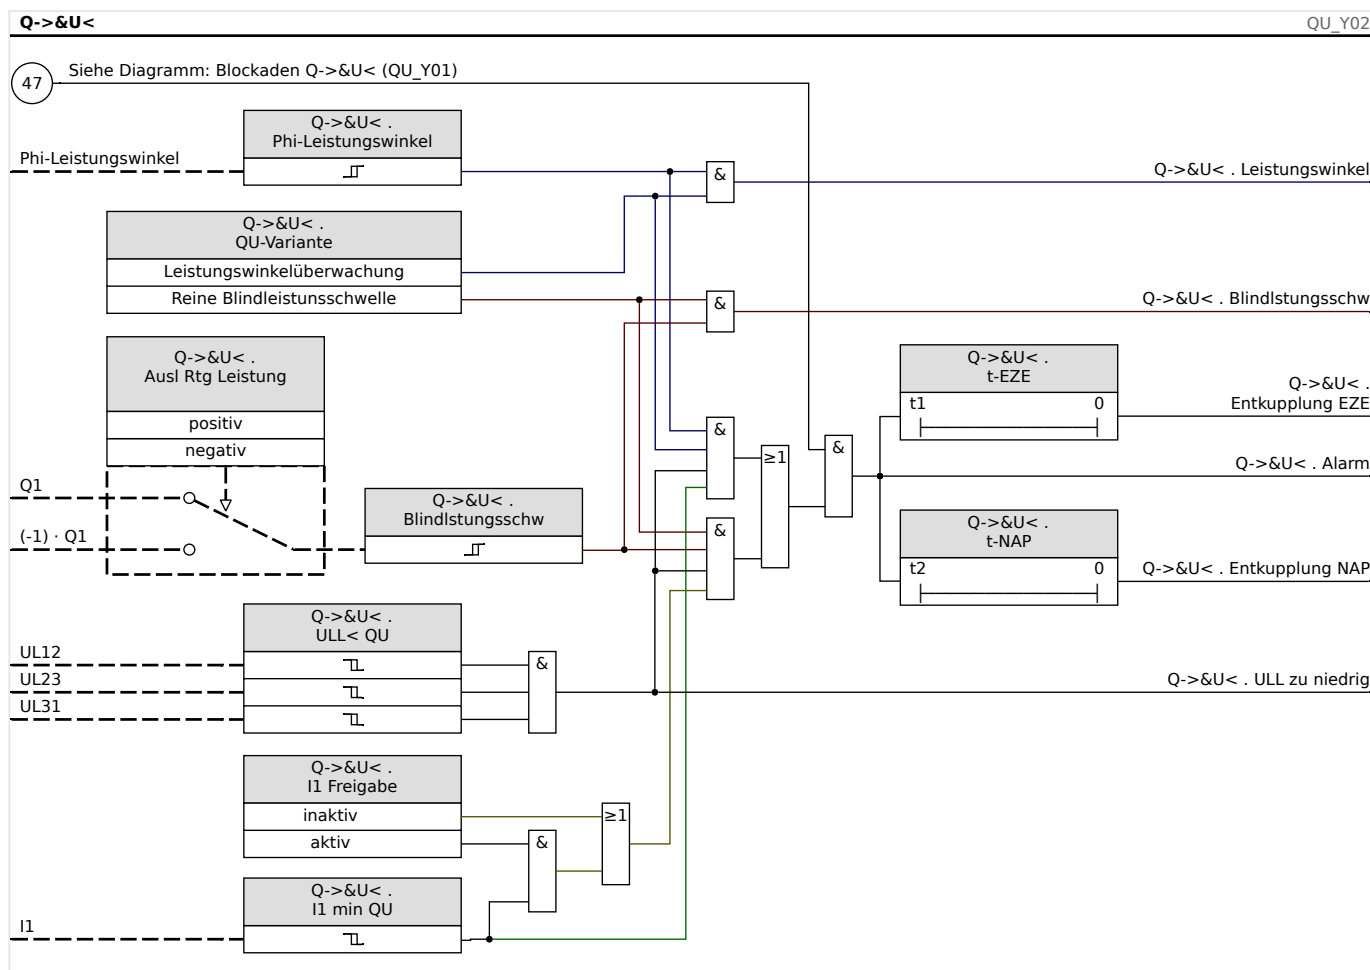 Q->&U<
QU_Y02
47
Siehe Diagramm: Blockaden Q->&U< (QU_Y01)
Q->&U< .
Phi-Leistungswinkel
Phi-Leistungswinkel
&
Q->&U< . Leistungswinkel
Q->&U< .
QU-Variante
Leistungswinkelüberwachung
Reine Blindleistunsschwelle
&
Q->&U< . Blindlstungsschw
Q->&U< .
Ausl Rtg Leistung
positiv
negativ
Q->&U< .
t-EZE
t1 0
Q->&U< .
Entkupplung EZE
&
≥1
&
Q->&U< . Alarm
Q1
(-1) · Q1
Q->&U< .
Blindlstungsschw
&
Q->&U< .
t-NAP
t2 0
Q->&U< . Entkupplung NAP
Q->&U< .
ULL< QU
UL12
UL23
UL31
&
Q->&U< . ULL zu niedrig
Q->&U< .
I1 Freigabe
inaktiv
aktiv
≥1
&
Q->&U< .
I1 min QU
I1